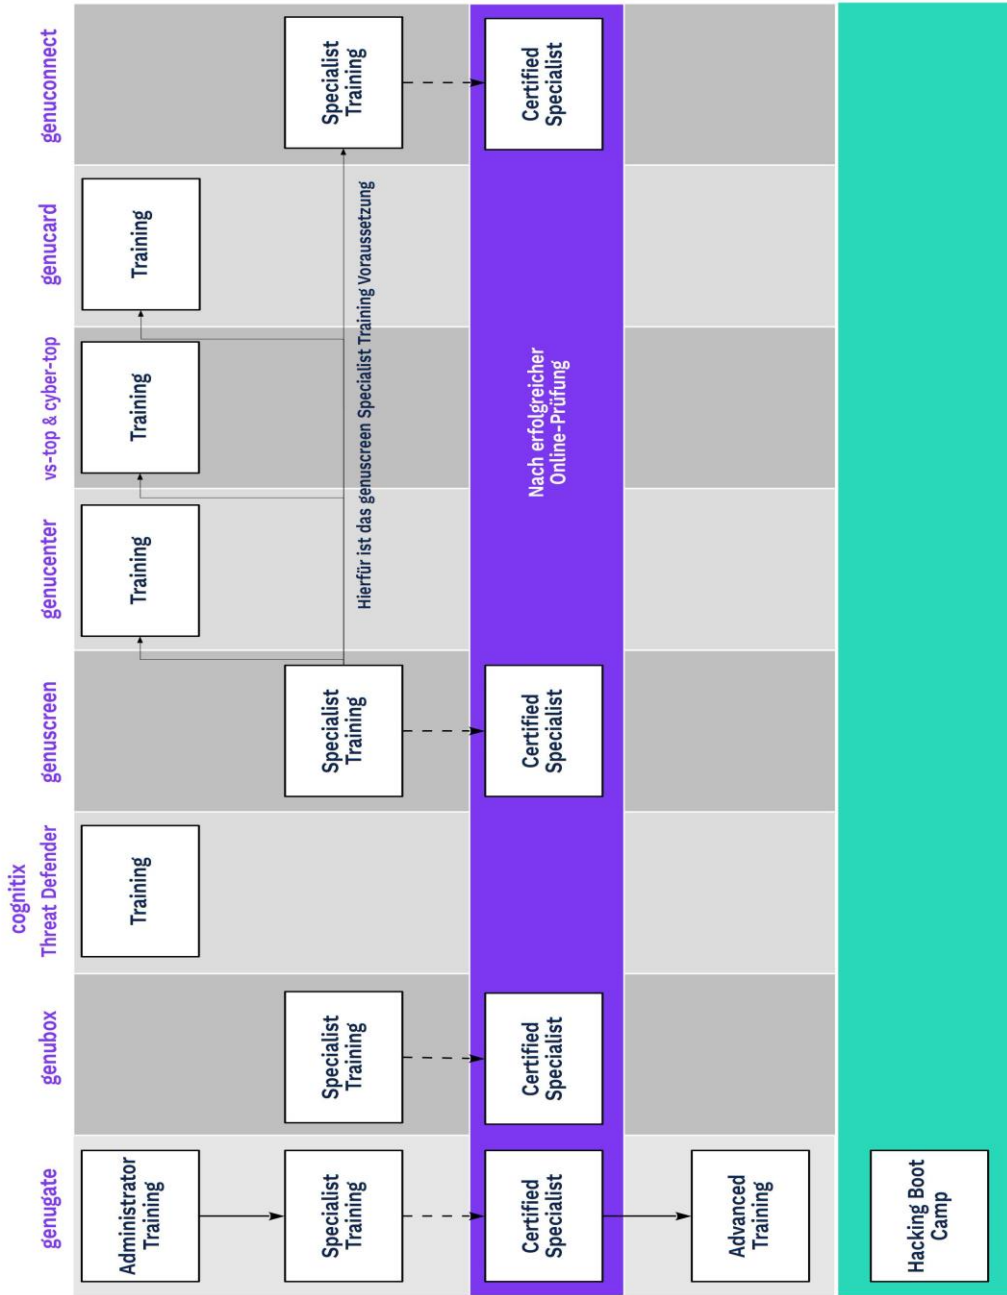 genugate
genubox
cognitix
Threat Defender
genuscreen
genucenter
vs-top & cyber-top
genucard
genuconnect
Administrator
Training
Training
Training
Training
Training
Specialist
Training
Specialist
Training
Specialist
Training
Specialist
Training
Hierfür ist das genuscreen Specialist Training Voraussetzung
Certified
Specialist
Certified
Specialist
Certified
Specialist
Nach erfolgreicher
Online-Prüfung
Certified
Specialist
Advanced
Training
Hacking Boot
Camp